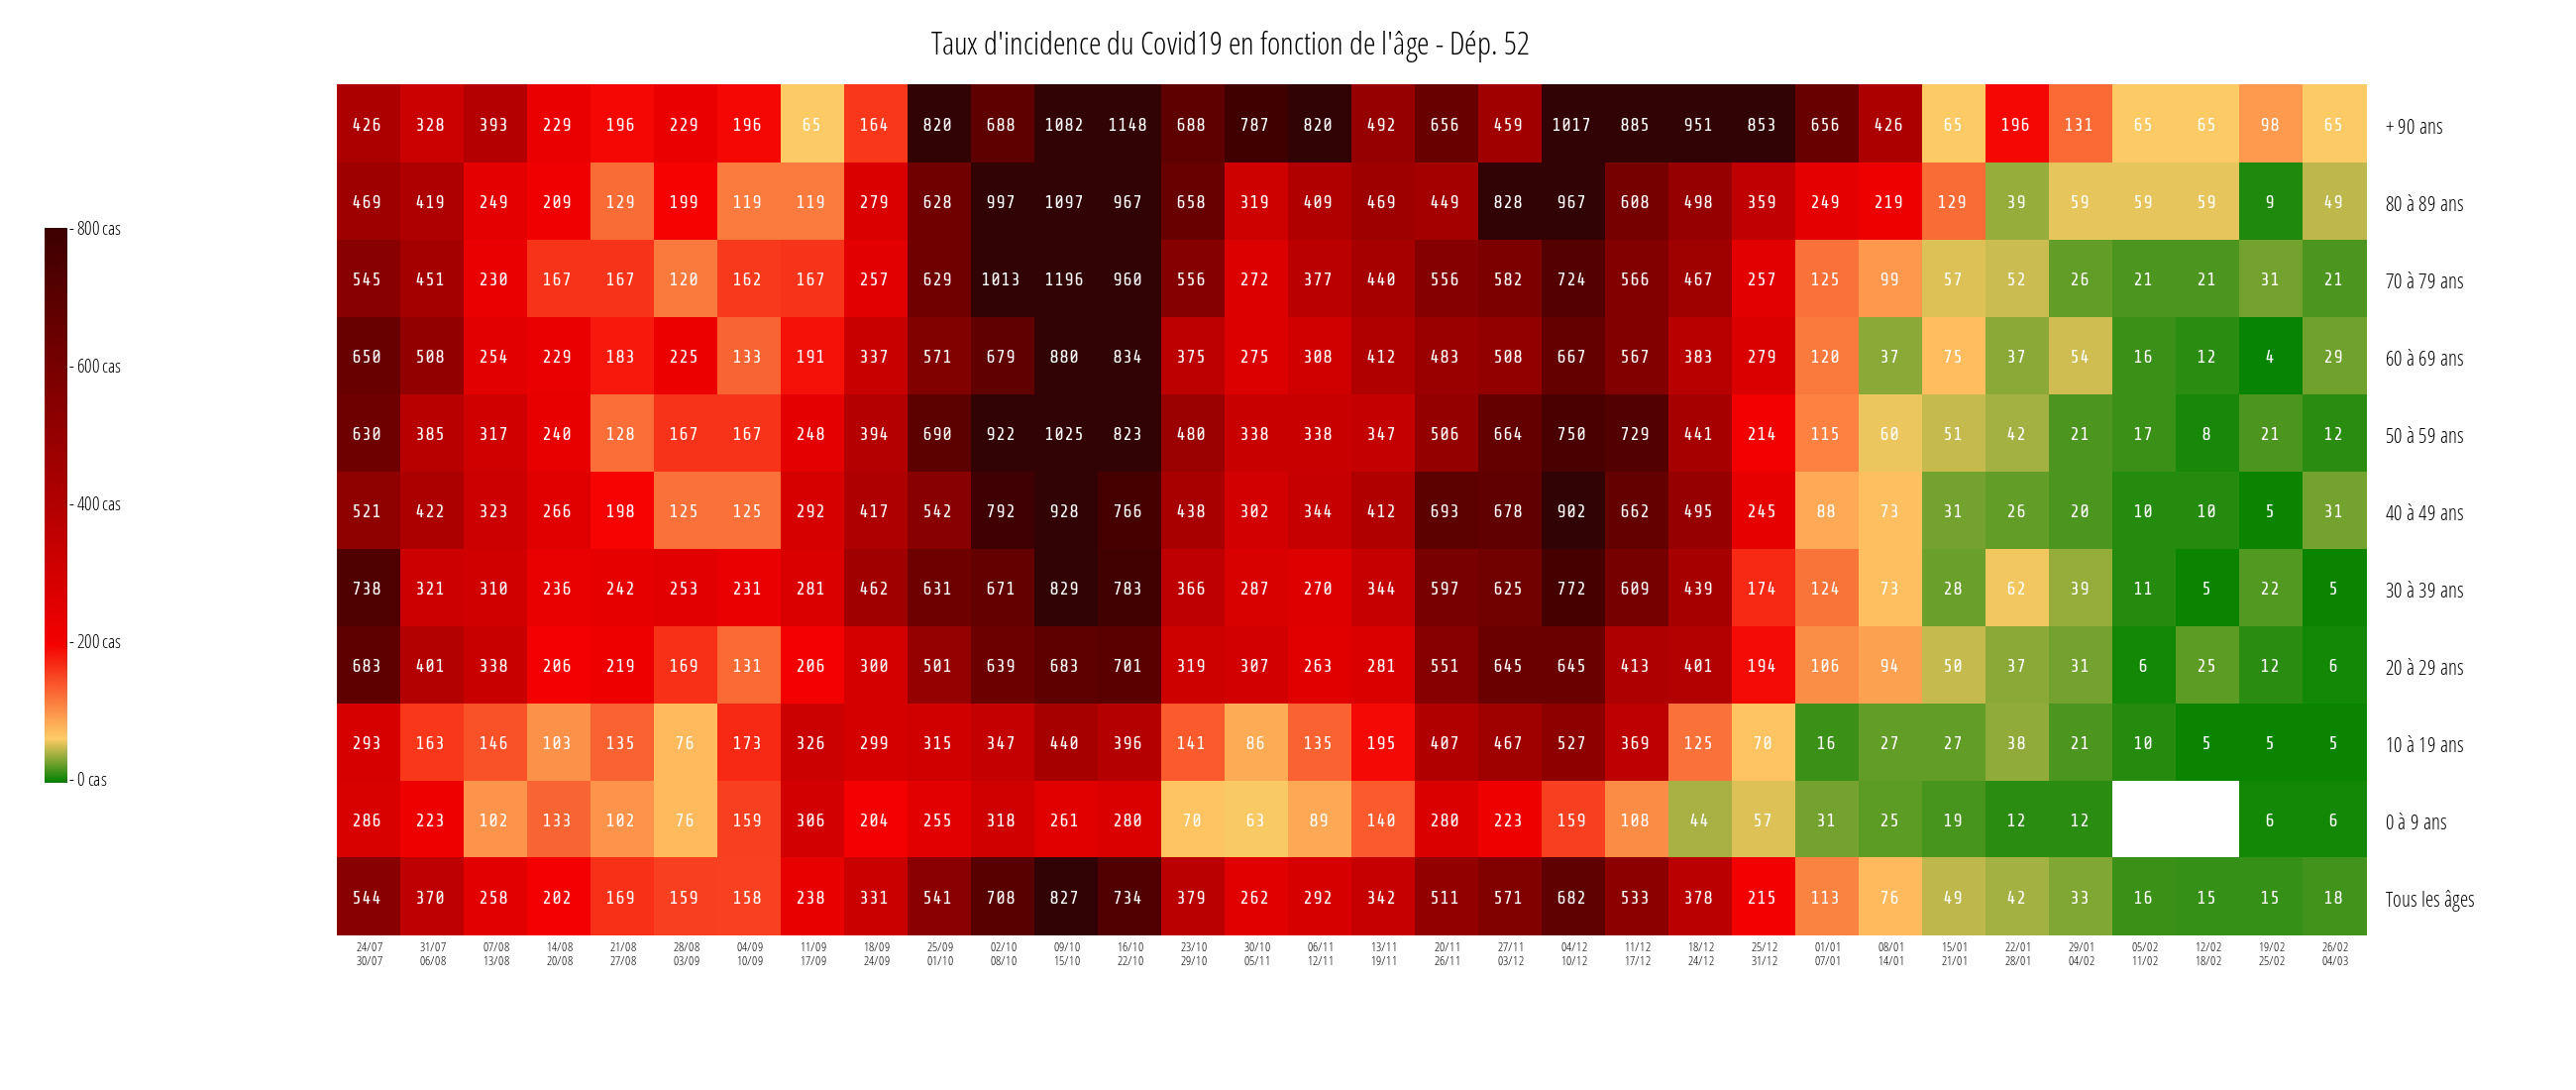 Taux d'incidence du Covid19 en fonction de l'âge - Dép. 52
- 800 cas
- 600 cas
- 400 cas
- 200 cas
- 0 cas
426 328 393 229 196 229 196 65 164 820 688 1082 1148 688 787 820 492 656 459 1017 885 951 853 656 426 65 196 131 65 65 98 65 + 90 ans
469 419 249 209 129 199 119 119 279 628 997 1097 967 658 319 409 469 449 828 967 608 498 359 249 219 129 39 59 59 59 9 49 80 à 89 ans
545 451 230 167 167 120 162 167 257 629 1013 1196 960 556 272 377 440 556 582 724 566 467 257 125 99 57 52 26 21 21 31 21 70 à 79 ans
650 508 254 229 183 225 133 191 337 571 679 880 834 375 275 308 412 483 508 667 567 383 279 120 37 75 37 54 16 12 4 29 60 à 69 ans
630 385 317 240 128 167 167 248 394 690 922 1025 823 480 338 338 347 506 664 750 729 441 214 115 60 51 42 21 17 8 21 12 50 à 59 ans
521 422 323 266 198 125 125 292 417 542 792 928 766 438 302 344 412 693 678 902 662 495 245 88 73 31 26 20 10 10 5 31 40 à 49 ans
738 321 310 236 242 253 231 281 462 631 671 829 783 366 287 270 344 597 625 772 609 439 174 124 73 28 62 39 11 5 22 5 30 à 39 ans
683 401 338 206 219 169 131 206 300 501 639 683 701 319 307 263 281 551 645 645 413 401 194 106 94 50 37 31 6 25 12 6 20 à 29 ans
293 163 146 103 135 76 173 326 299 315 347 440 396 141 86 135 195 407 467 527 369 125 70 16 27 27 38 21 10 5 5 5 10 à 19 ans
286 223 102 133 102 76 159 306 204 255 318 261 280 70 63 89 140 280 223 159 108 44 57 31 25 19 12 12 6 6 0 à 9 ans
544 370 258 202 169 159 158 238 331 541 708 827 734 379 262 292 342 511 571 682 533 378 215 113 76 49 42 33 16 15 15 18 Tous les âges
24/07 31/07 07/08 14/08 21/08 28/08 04/09 11/09 18/09 25/09 02/10 09/10 16/10 23/10 30/10 06/11 13/11 20/11 27/11 04/12 11/12 18/12 25/12 01/01 08/01 15/01 22/01 29/01 05/02 12/02 19/02 26/02
30/07 06/08 13/08 20/08 27/08 03/09 10/09 17/09 24/09 01/10 08/10 15/10 22/10 29/10 05/11 12/11 19/11 26/11 03/12 10/12 17/12 24/12 31/12 07/01 14/01 21/01 28/01 04/02 11/02 18/02 25/02 04/03